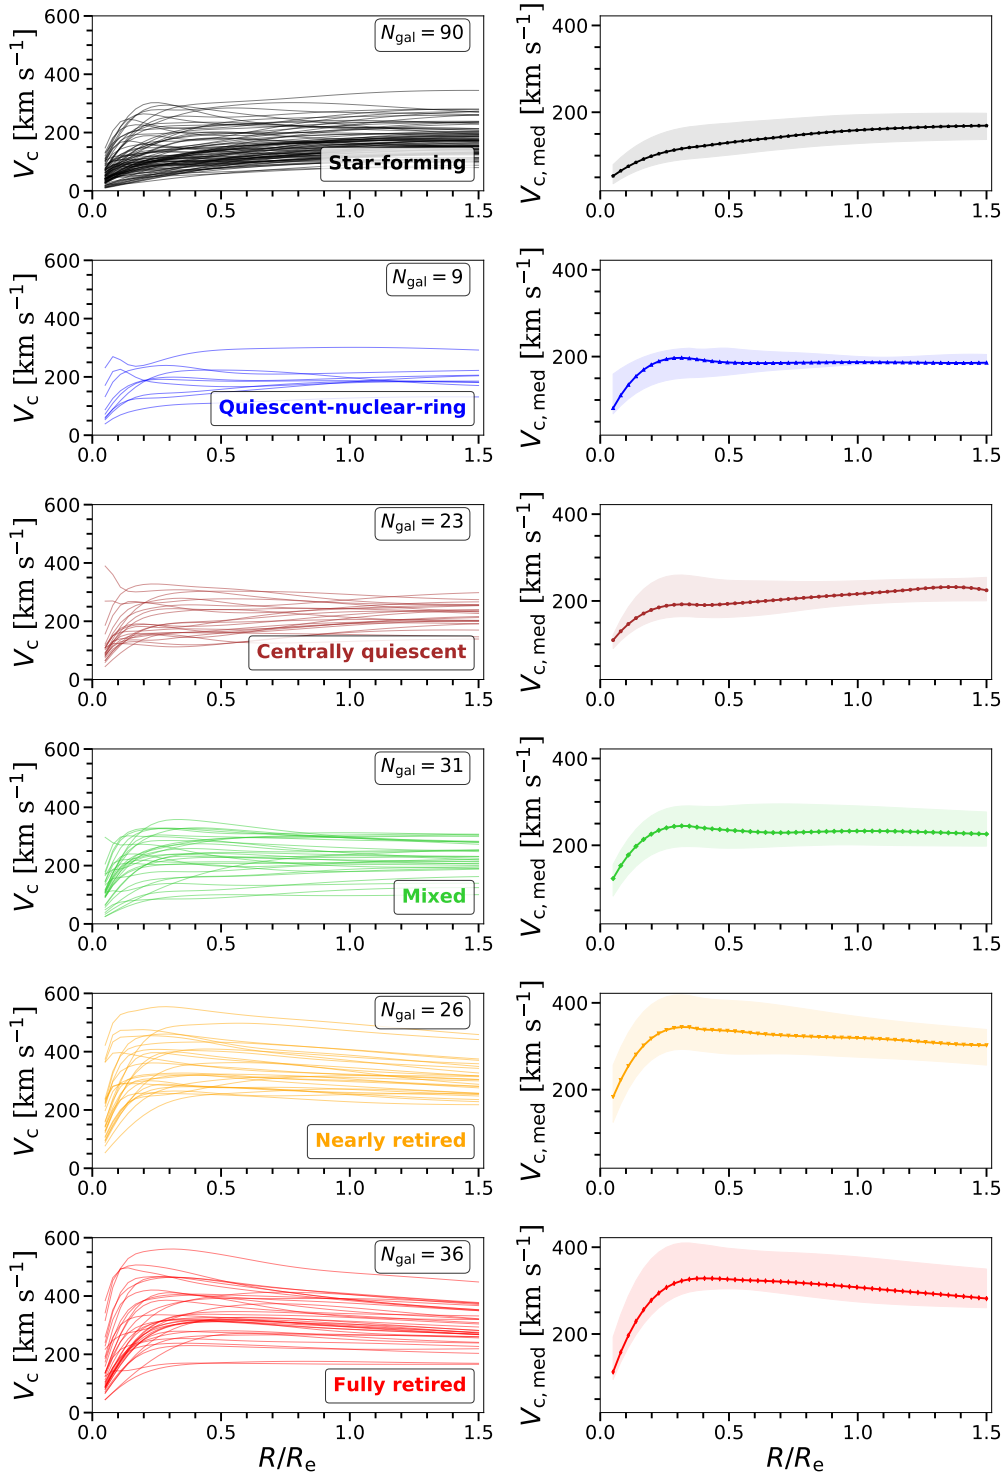 600
400
200
0
V_c [km s^−1]
N_gal = 90
Star-forming
0.0 0.5 1.0 1.5
400
200
V_c, med [km s^−1]
0.0 0.5 1.0 1.5
600
400
200
0
V_c [km s^−1]
N_gal = 9
Quiescent-nuclear-ring
0.0 0.5 1.0 1.5
400
200
V_c, med [km s^−1]
0.0 0.5 1.0 1.5
600
400
200
0
V_c [km s^−1]
N_gal = 23
Centrally quiescent
0.0 0.5 1.0 1.5
400
200
V_c, med [km s^−1]
0.0 0.5 1.0 1.5
600
400
200
0
V_c [km s^−1]
N_gal = 31
Mixed
0.0 0.5 1.0 1.5
400
200
V_c, med [km s^−1]
0.0 0.5 1.0 1.5
600
400
200
0
V_c [km s^−1]
N_gal = 26
Nearly retired
0.0 0.5 1.0 1.5
400
200
V_c, med [km s^−1]
0.0 0.5 1.0 1.5
600
400
200
0
V_c [km s^−1]
N_gal = 36
Fully retired
0.0 0.5 1.0 1.5
R/R_e
400
200
V_c, med [km s^−1]
0.0 0.5 1.0 1.5
R/R_e